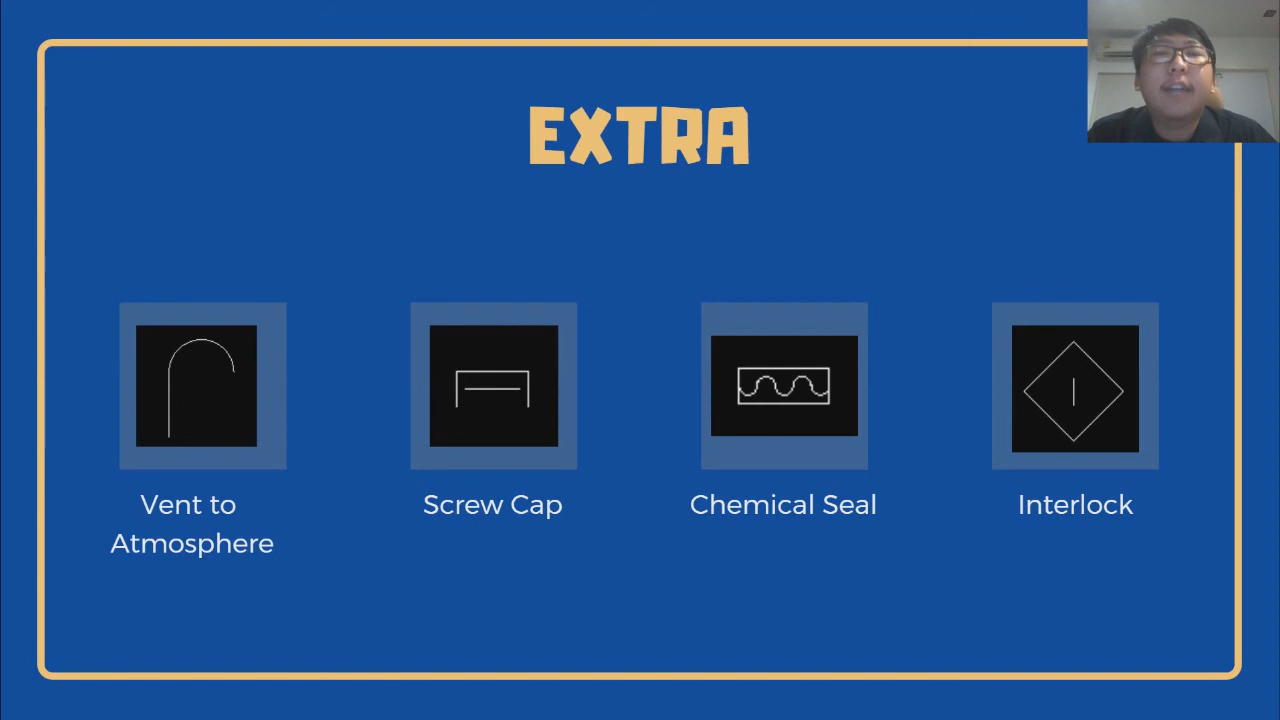 EXTRA
Vent to
Atmosphere
Screw Cap
Chemical Seal
Interlock